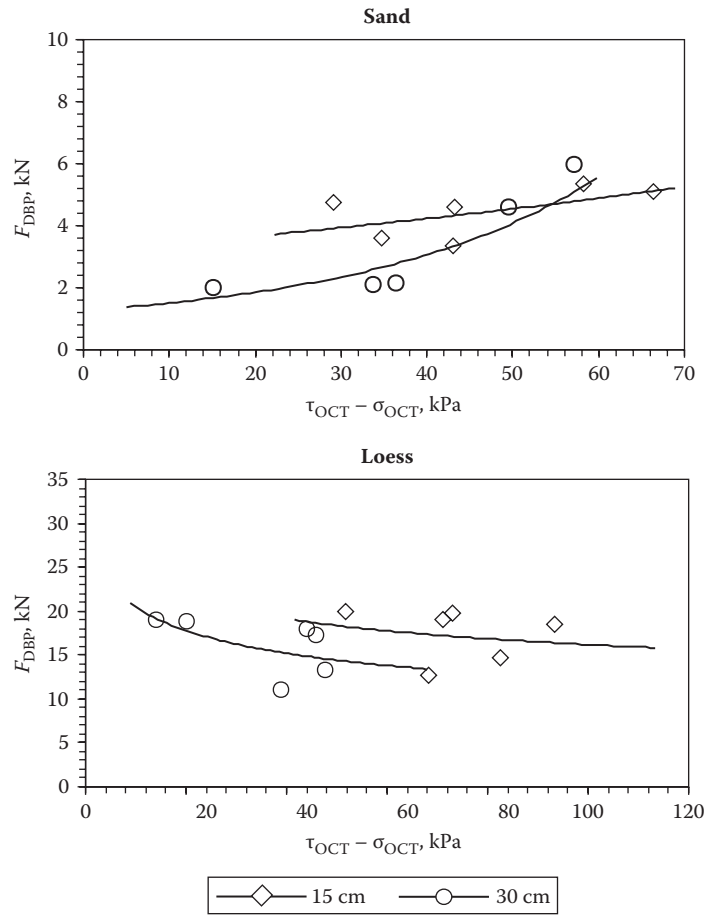 Sand
10
8
6
4
2
0
F_DBP, kN
0 10 20 30 40 50 60 70
τ_OCT – σ_OCT, kPa
Loess
35
30
25
20
15
10
5
0
F_DBP, kN
0 20 40 60 80 100 120
τ_OCT – σ_OCT, kPa
15 cm 30 cm